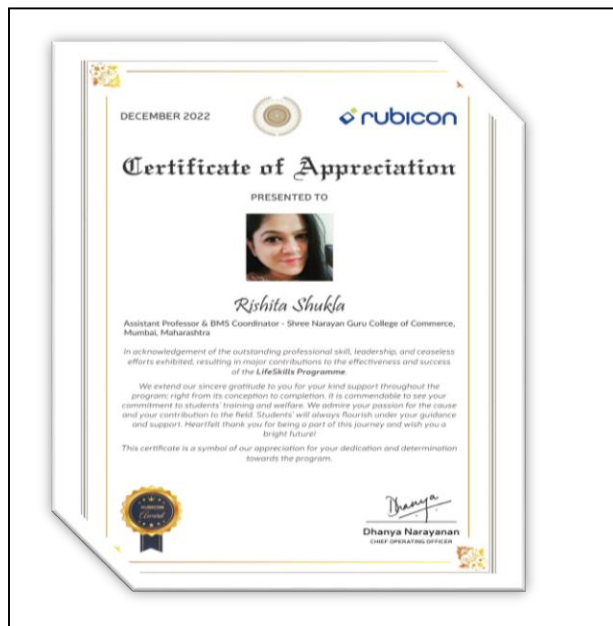 DECEMBER 2022
rubicon
Certificate of Appreciation
PRESENTED TO
Rishita Shukla
Assistant Professor & BMS Coordinator - Shree Narayan Guru College of Commerce,
Mumbai, Maharashtra
In acknowledgement of the outstanding professional skill, leadership, and ceaseless
efforts exhibited, resulting in major contributions to the effectiveness and success
of the LifeSkills Programme.
We extend our sincere gratitude to you for your kind support throughout the
program; right from its conception to completion. It is commendable to see your
commitment to students' training and welfare. We admire your passion for the cause
and your contribution to the field. Students' will always flourish under your guidance
and support. Heartfelt thank you for being a part of this journey and wish you a
bright future!
This certificate is a symbol of our appreciation for your dedication and determination
towards the program.
RUBICON
Award
Dhanya
Dhanya Narayanan
CHIEF OPERATING OFFICER